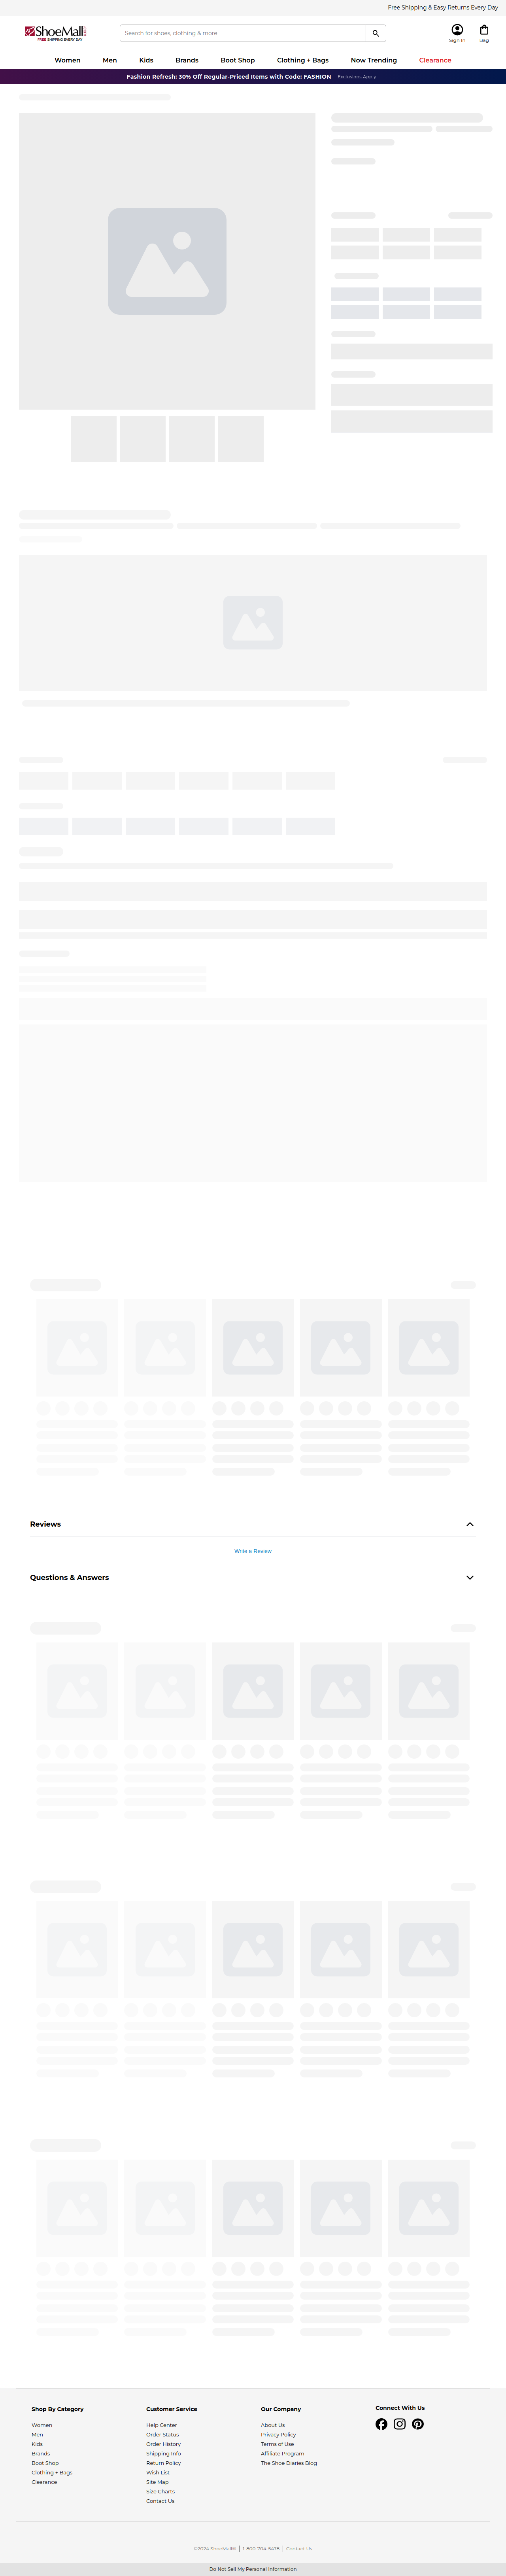 Free Shipping & Easy Returns Every Day
ShoeMall
FREE SHIPPING EVERY DAY
Search for shoes, clothing & more
Sign In
Bag
Women Men Kids Brands Boot Shop Clothing + Bags Now Trending Clearance
Fashion Refresh: 30% Off Regular-Priced Items with Code: FASHION Exclusions Apply
Reviews
Write a Review
Questions & Answers
Shop By Category
Women
Men
Kids
Brands
Boot Shop
Clothing + Bags
Clearance
Customer Service
Help Center
Order Status
Order History
Shipping Info
Return Policy
Wish List
Site Map
Size Charts
Contact Us
Our Company
About Us
Privacy Policy
Terms of Use
Affiliate Program
The Shoe Diaries Blog
Connect With Us
©2024 ShoeMall® | 1-800-704-5478 | Contact Us
Do Not Sell My Personal Information